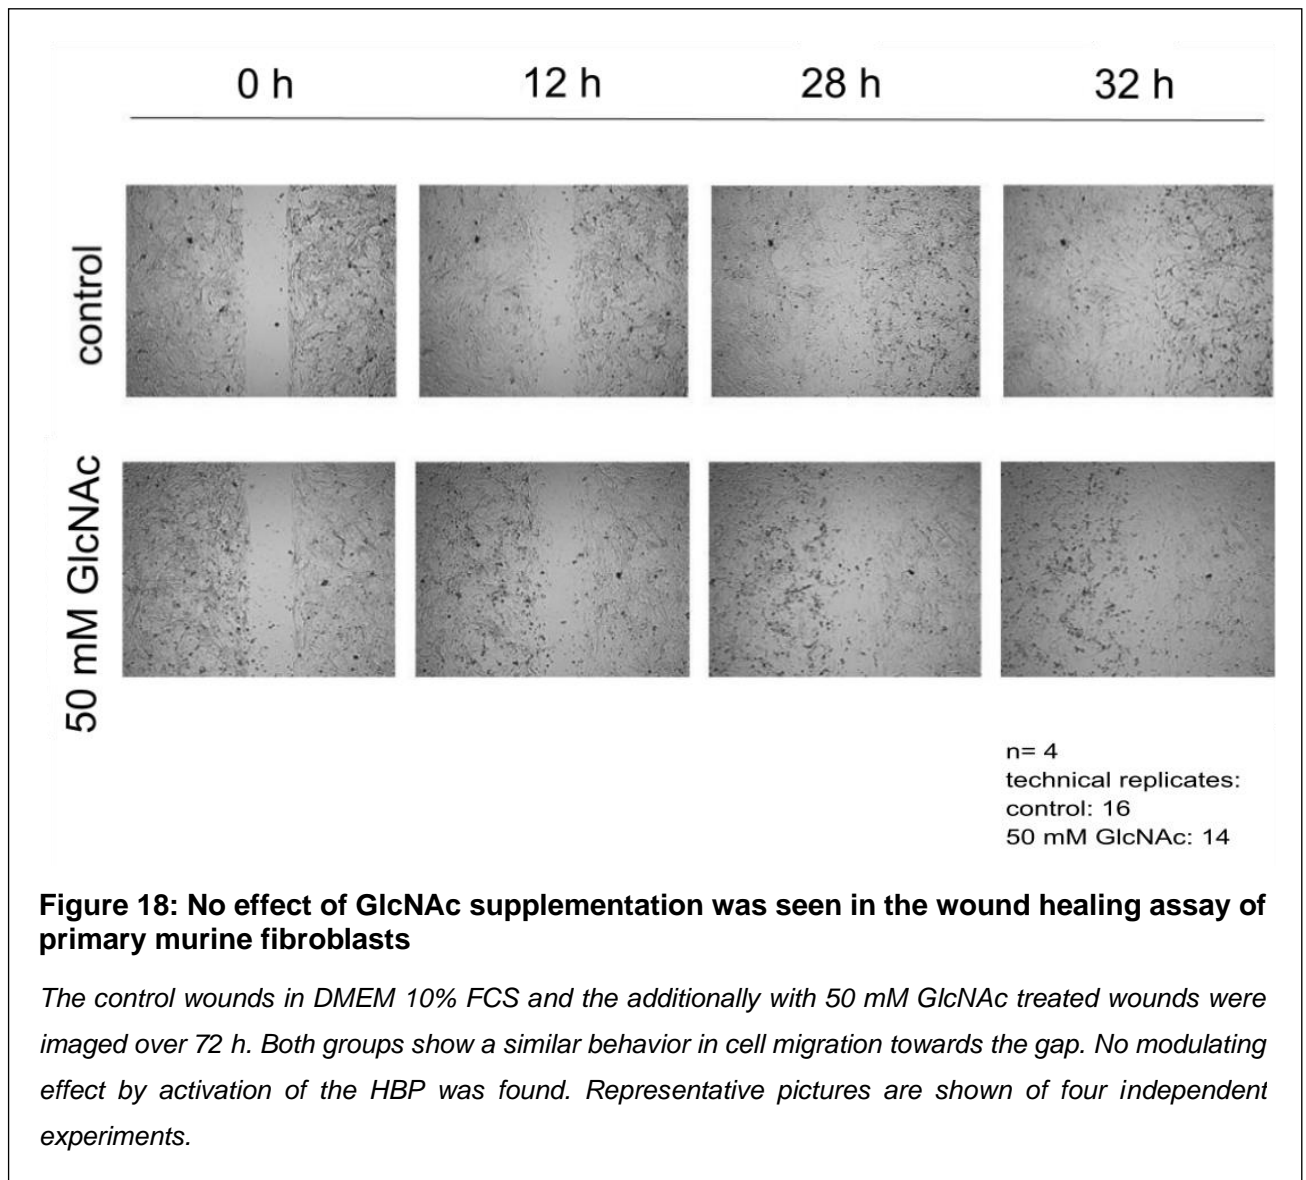 0 h 12 h 28 h 32 h
control
50 mM GlcNAc
n= 4
technical replicates:
control: 16
50 mM GlcNAc: 14
Figure 18: No effect of GlcNAc supplementation was seen in the wound healing assay of
primary murine fibroblasts
The control wounds in DMEM 10% FCS and the additionally with 50 mM GlcNAc treated wounds were
imaged over 72 h. Both groups show a similar behavior in cell migration towards the gap. No modulating
effect by activation of the HBP was found. Representative pictures are shown of four independent
experiments.